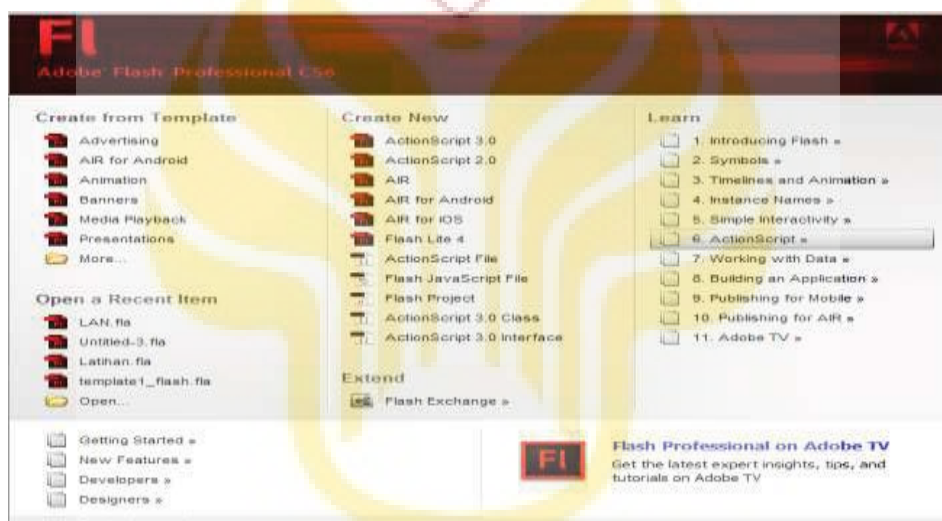 Fl
Adobe Flash Professional CS6
Create from Template
Advertising
AIR for Android
Animation
Banners
Media Playback
Presentations
More...
Open a Recent Item
LAN.fla
Untitled-3.fla
Latihan.fla
template1_flash.fla
Open...
Create New
ActionScript 3.0
ActionScript 2.0
AIR
AIR for Android
AIR for iOS
Flash Lite 4
ActionScript File
Flash JavaScript File
Flash Project
ActionScript 3.0 Class
ActionScript 3.0 Interface
Extend
Flash Exchange »
Learn
1. Introducing Flash »
2. Symbols »
3. Timelines and Animation »
4. Instance Names »
5. Simple Interactivity »
6. ActionScript »
7. Working with Data »
8. Building an Application »
9. Publishing for Mobile »
10. Publishing for AIR »
11. Adobe TV »
Getting Started »
New Features »
Developers »
Designers »
Fl
Flash Professional on Adobe TV
Get the latest expert insights, tips, and
tutorials on Adobe TV